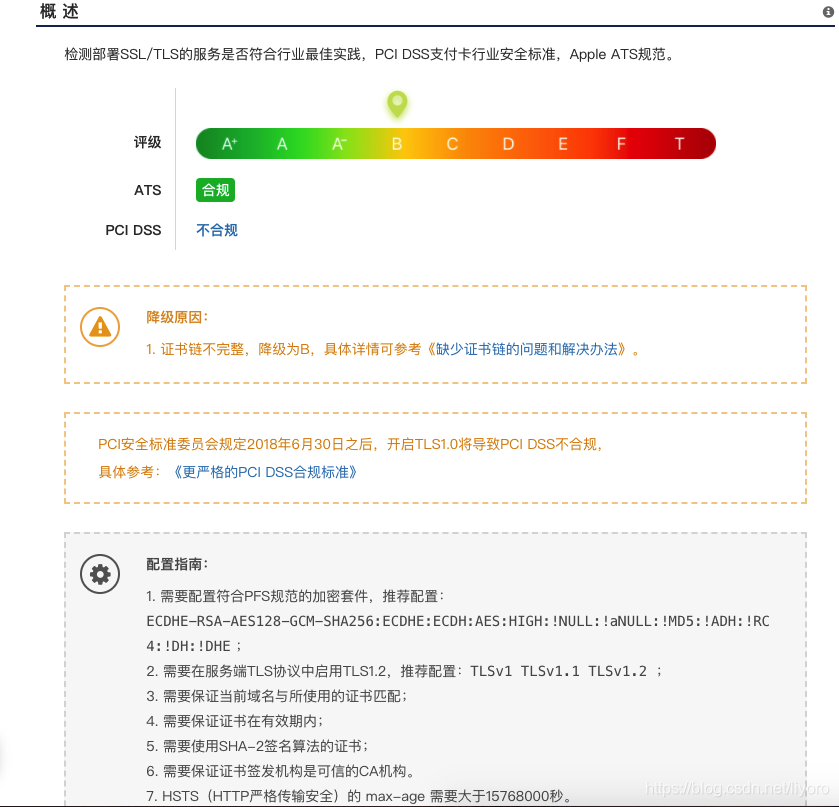 概 述
检测部署SSL/TLS的服务是否符合行业最佳实践，PCI DSS支付卡行业安全标准，Apple ATS规范。
评级 A+ A A- B C D E F T
ATS 合规
PCI DSS 不合规
降级原因：
1. 证书链不完整，降级为B，具体详情可参考《缺少证书链的问题和解决办法》。
PCI安全标准委员会规定2018年6月30日之后，开启TLS1.0将导致PCI DSS不合规，
具体参考：《更严格的PCI DSS合规标准》
配置指南：
1. 需要配置符合PFS规范的加密套件，推荐配置：
ECDHE-RSA-AES128-GCM-SHA256:ECDHE:ECDH:AES:HIGH:!NULL:!aNULL:!MD5:!ADH:!RC
4:!DH:!DHE；
2. 需要在服务端TLS协议中启用TLS1.2，推荐配置：TLSv1 TLSv1.1 TLSv1.2 ；
3. 需要保证当前域名与所使用的证书匹配；
4. 需要保证证书在有效期内；
5. 需要使用SHA-2签名算法的证书；
6. 需要保证证书签发机构是可信的CA机构。
7. HSTS（HTTP严格传输安全）的 max-age 需要大于15768000秒。